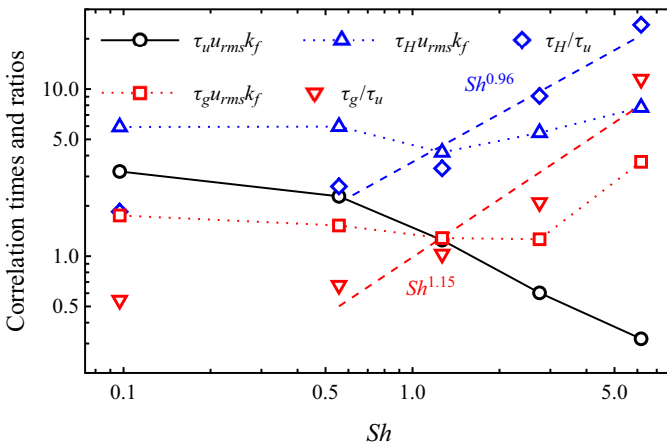 τ_u u_rms k_f τ_H u_rms k_f τ_H/τ_u
τ_g u_rms k_f τ_g/τ_u
Sh^0.96
Sh^1.15
Correlation times and ratios
10.0
5.0
1.0
0.5
0.1 0.5 1.0 5.0
Sh